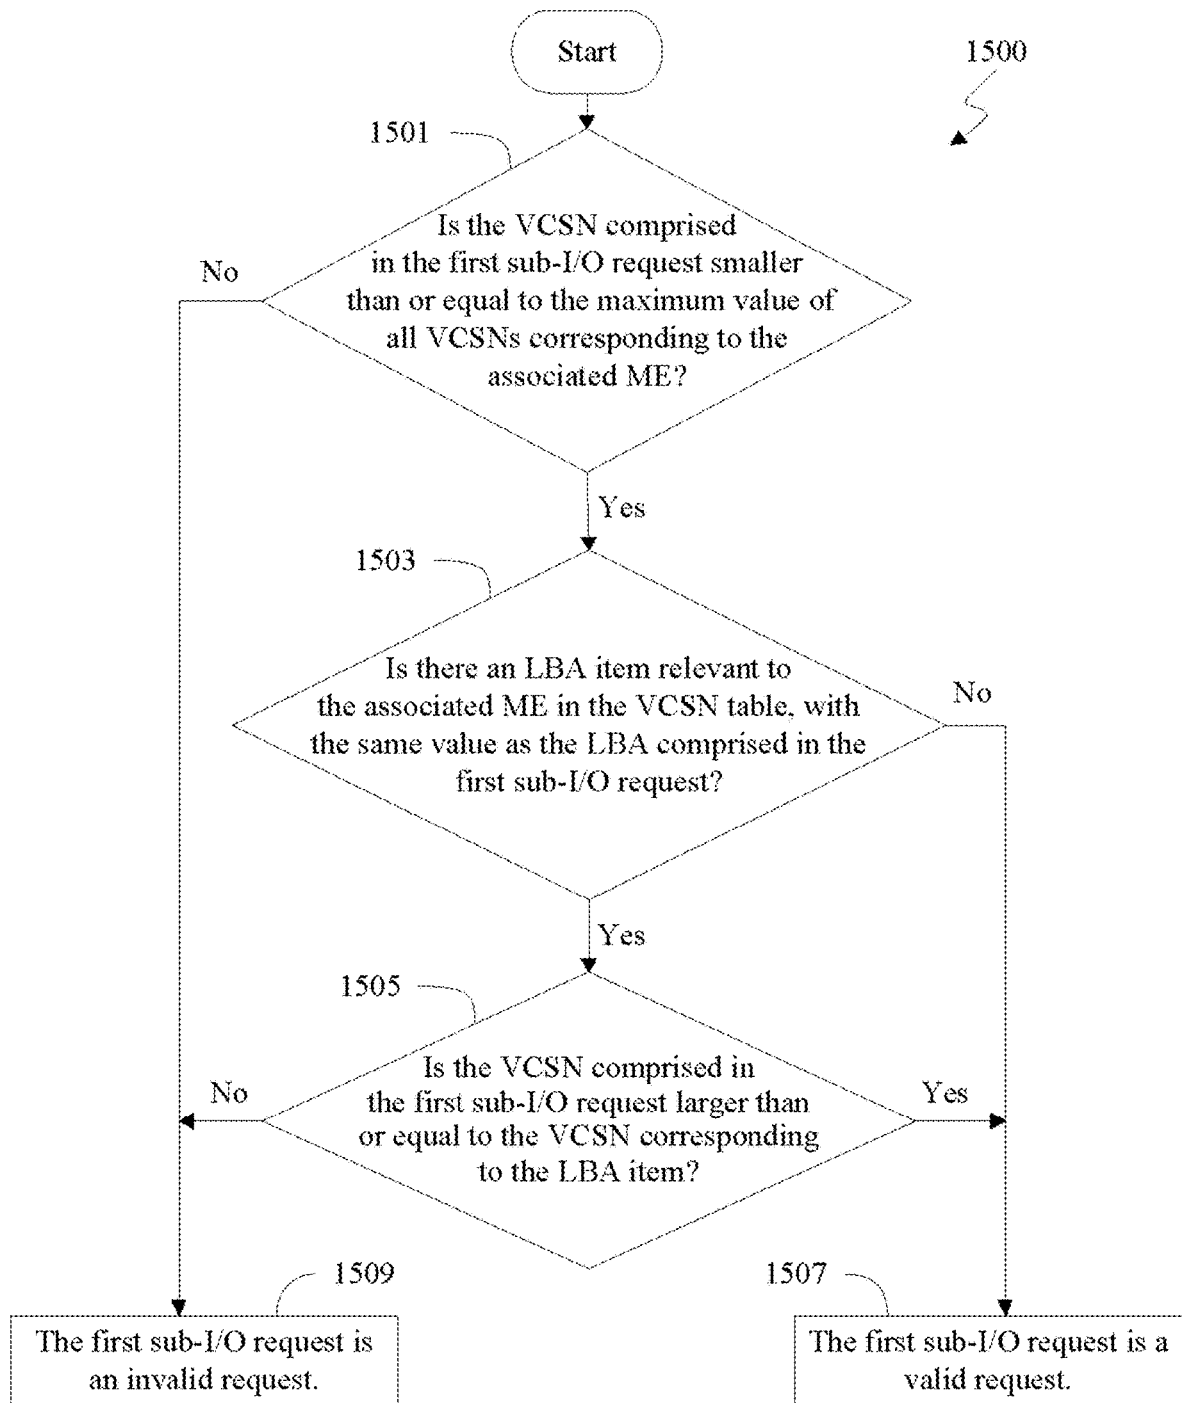 Start
1500
1501
Is the VCSN comprised
in the first sub-I/O request smaller
than or equal to the maximum value of
all VCSNs corresponding to the
associated ME?
No
Yes
1503
Is there an LBA item relevant to
the associated ME in the VCSN table, with
the same value as the LBA comprised in the
first sub-I/O request?
No
Yes
1505
Is the VCSN comprised in
the first sub-I/O request larger than
or equal to the VCSN corresponding
to the LBA item?
No
Yes
1509
The first sub-I/O request is
an invalid request.
1507
The first sub-I/O request is a
valid request.